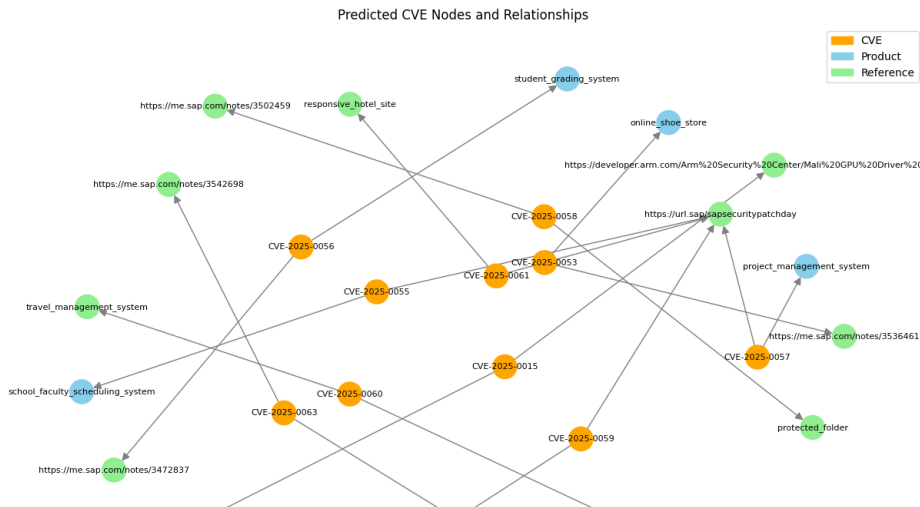 Predicted CVE Nodes and Relationships
CVE
Product
Reference
student_grading_system
https://me.sap.com/notes/3502459
responsive_hotel_site
online_shoe_store
https://developer.arm.com/Arm%20Security%20Center/Mali%20GPU%20Driver%20
https://me.sap.com/notes/3542698
CVE-2025-0058
https://url.sap/sapsecuritypatchday
CVE-2025-0056
CVE-2025-0053
project_management_system
CVE-2025-0061
CVE-2025-0055
travel_management_system
https://me.sap.com/notes/3536461
CVE-2025-0057
CVE-2025-0015
school_faculty_scheduling_system
CVE-2025-0060
CVE-2025-0063
protected_folder
CVE-2025-0059
https://me.sap.com/notes/3472837